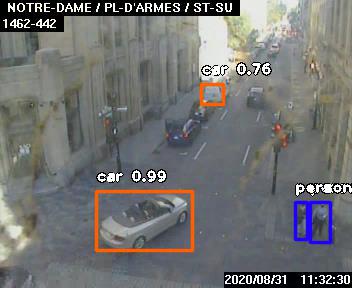 NOTRE-DAME / PL-D'ARMES / ST-SU
1462-442
car 0.76
car 0.99
person
2020/08/31 11:32:30